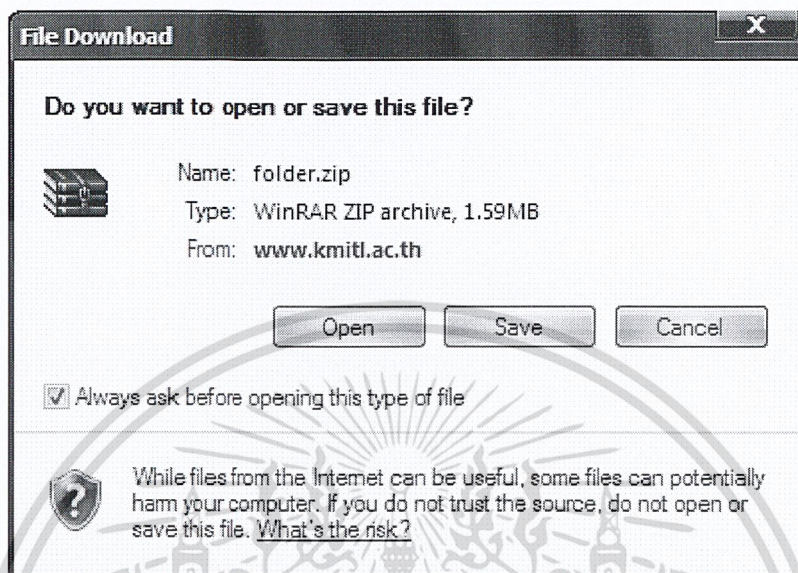 File Download
X
Do you want to open or save this file?
Name: folder.zip
Type: WinRAR ZIP archive, 1.59MB
From: www.kmitl.ac.th
Open Save Cancel
Always ask before opening this type of file
While files from the Internet can be useful, some files can potentially
harm your computer. If you do not trust the source, do not open or
save this file. What's the risk?